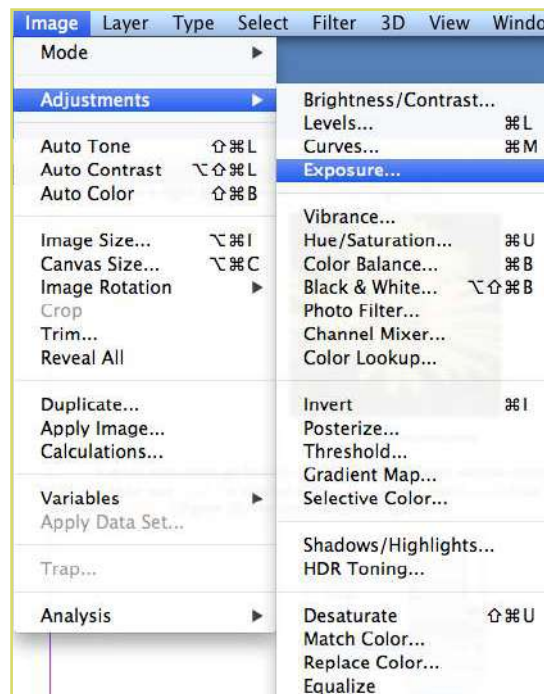 Image Layer Type Select Filter 3D View Windo
Mode ▶
Adjustments ▶
Auto Tone ⇧⌘L
Auto Contrast ⌥⇧⌘L
Auto Color ⇧⌘B
Image Size... ⌥⌘I
Canvas Size... ⌥⌘C
Image Rotation ▶
Crop
Trim...
Reveal All
Duplicate...
Apply Image...
Calculations...
Variables ▶
Apply Data Set...
Trap...
Analysis ▶
Brightness/Contrast...
Levels... ⌘L
Curves... ⌘M
Exposure...
Vibrance...
Hue/Saturation... ⌘U
Color Balance... ⌘B
Black & White... ⌥⇧⌘B
Photo Filter...
Channel Mixer...
Color Lookup...
Invert ⌘I
Posterize...
Threshold...
Gradient Map...
Selective Color...
Shadows/Highlights...
HDR Toning...
Desaturate ⇧⌘U
Match Color...
Replace Color...
Equalize